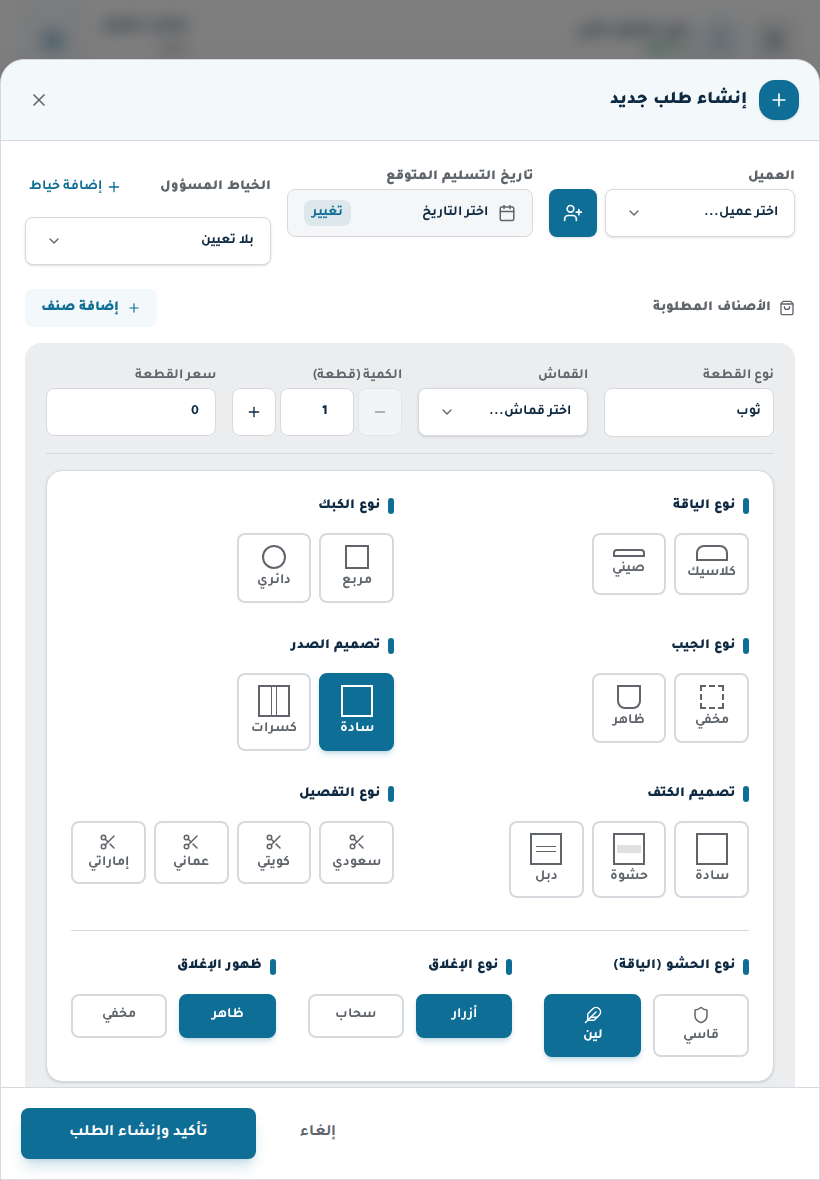 إنشاء طلب جديد
العميل
اختر عميل...
تاريخ التسليم المتوقع
اختر التاريخ
تغيير
الخياط المسؤول
إضافة خياط
بلا تعيين
الأصناف المطلوبة
إضافة صنف
نوع القطعة
ثوب
القماش
اختر قماش...
الكمية (قطعة)
1
سعر القطعة
0
نوع الياقة
كلاسيك
صيني
نوع الكبك
مربع
دائري
نوع الجيب
مخفي
ظاهر
تصميم الصدر
سادة
كسرات
تصميم الكتف
سادة
حشوة
دبل
نوع التفصيل
سعودي
كويتي
عماني
إماراتي
نوع الحشو (الياقة)
قاسي
لين
نوع الإغلاق
أزرار
سحاب
ظهور الإغلاق
ظاهر
مخفي
إلغاء
تأكيد وإنشاء الطلب